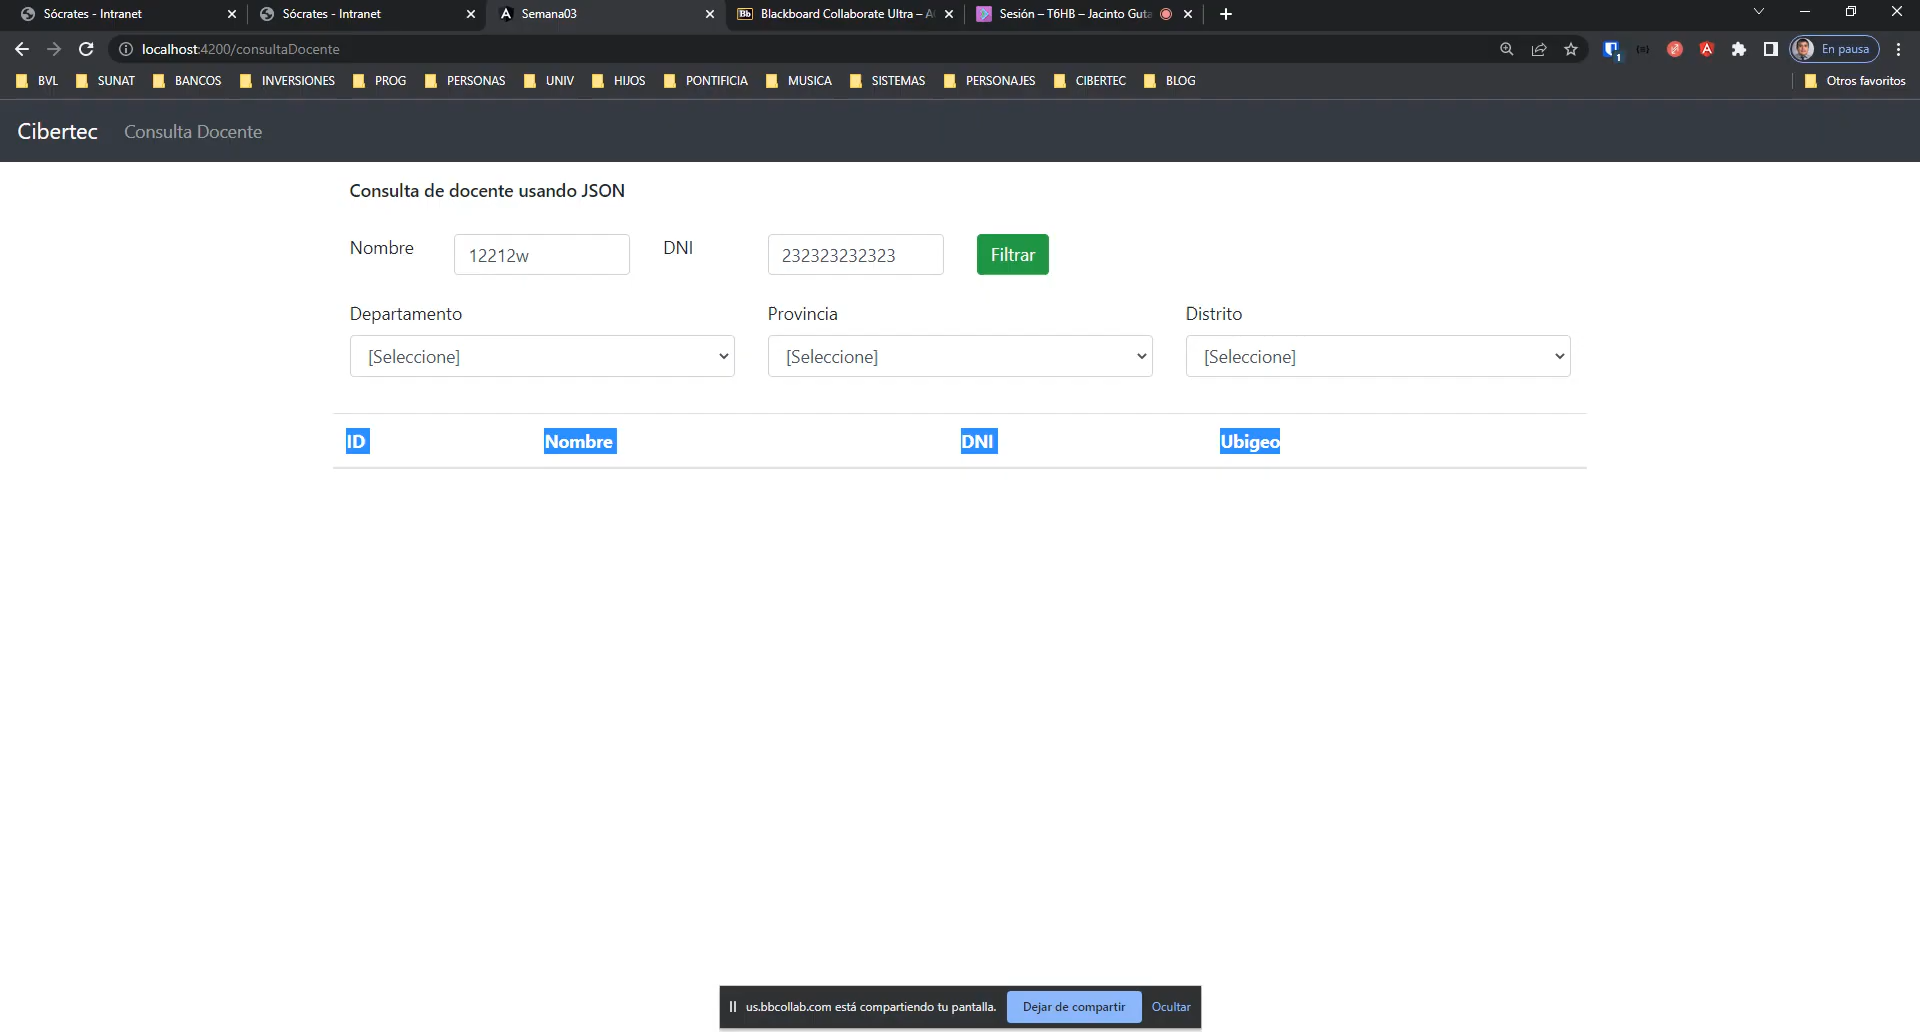 Sócrates - Intranet
Sócrates - Intranet
Semana03
Bb Blackboard Collaborate Ultra –
Sesión – T6HB – Jacinto Guta
localhost:4200/consultaDocente
1
En pausa
BVL SUNAT BANCOS INVERSIONES PROG PERSONAS UNIV HIJOS PONTIFICIA MUSICA SISTEMAS PERSONAJES CIBERTEC BLOG Otros favoritos
Cibertec Consulta Docente
Consulta de docente usando JSON
Nombre 12212w DNI 232323232323 Filtrar
Departamento Provincia Distrito
[Seleccione] [Seleccione] [Seleccione]
ID Nombre DNI Ubigeo
us.bbcollab.com está compartiendo tu pantalla. Dejar de compartir Ocultar